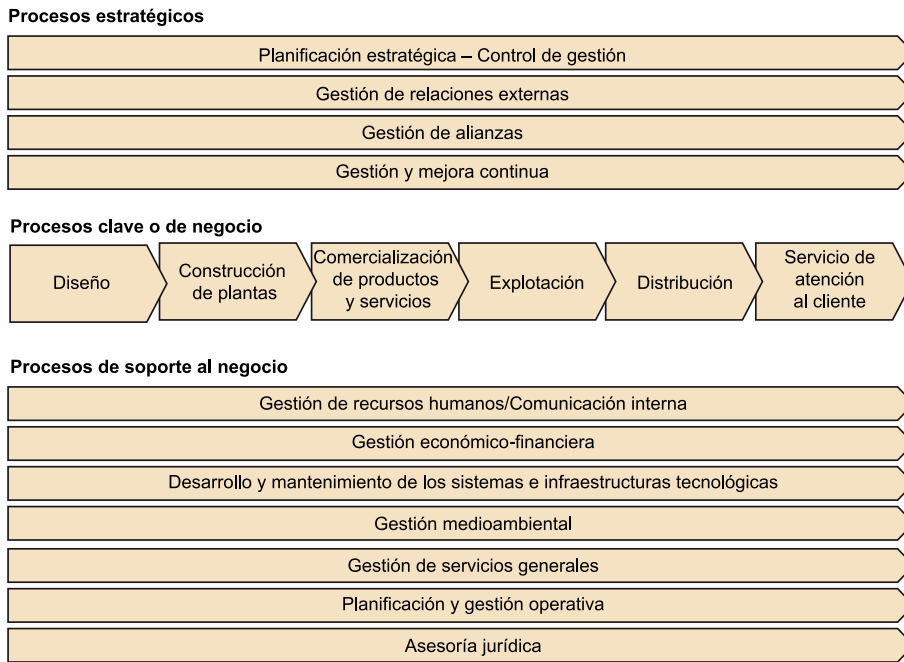 Procesos estratégicos
Planificación estratégica – Control de gestión
Gestión de relaciones externas
Gestión de alianzas
Gestión y mejora continua
Procesos clave o de negocio
Diseño
Construcción
de plantas
Comercialización
de productos
y servicios
Explotación
Distribución
Servicio de
atención
al cliente
Procesos de soporte al negocio
Gestión de recursos humanos/Comunicación interna
Gestión económico-financiera
Desarrollo y mantenimiento de los sistemas e infraestructuras tecnológicas
Gestión medioambiental
Gestión de servicios generales
Planificación y gestión operativa
Asesoría jurídica